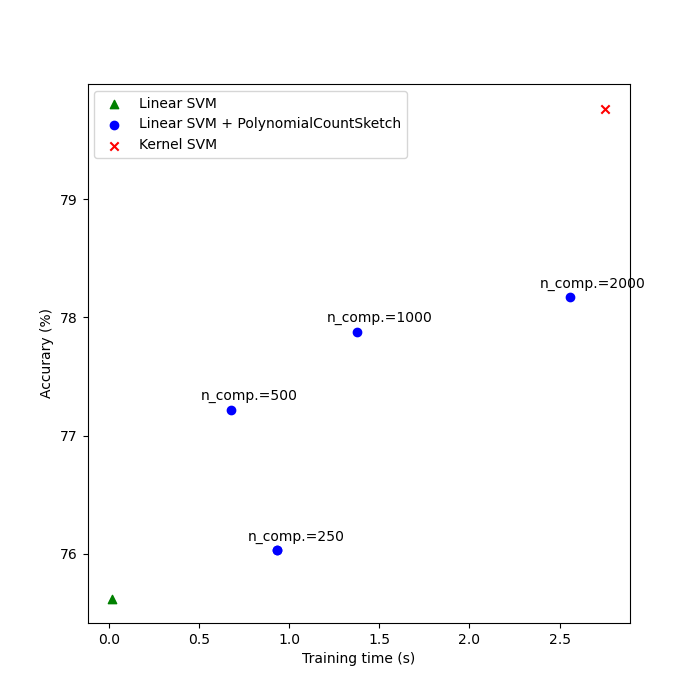 Linear SVM
Linear SVM + PolynomialCountSketch
Kernel SVM
79
n_comp.=2000
78
n_comp.=1000
n_comp.=500
77
n_comp.=250
76
Accurary (%)
0.0 0.5 1.0 1.5 2.0 2.5
Training time (s)